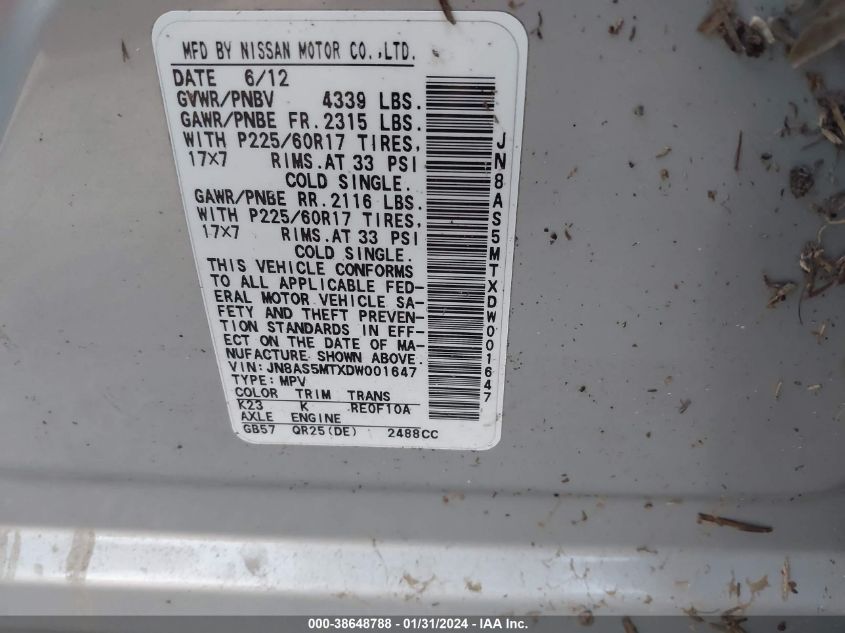 MFD BY NISSAN MOTOR CO.,LTD.
DATE 6/12
GVWR/PNBV 4339 LBS.
GAWR/PNBE FR.2315 LBS.
WITH P225/60R17 TIRES,
17X7 RIMS.AT 33 PSI
COLD SINGLE.
GAWR/PNBE RR.2116 LBS.
WITH P225/60R17 TIRES,
17X7 RIMS.AT 33 PSI
COLD SINGLE.
THIS VEHICLE CONFORMS
TO ALL APPLICABLE FED-
ERAL MOTOR VEHICLE SA-
FETY AND THEFT PREVEN-
TION STANDARDS IN EFF-
ECT ON THE DATE OF MA-
NUFACTURE SHOWN ABOVE.
VIN: JN8AS5MTXDW001647
TYPE: MPV
COLOR TRIM TRANS
K23 K RE0F10A
AXLE ENGINE
GB57 QR25(DE) 2488CC
JN8AS5MTXDW001647
000-38648788 - 01/31/2024 - IAA Inc.